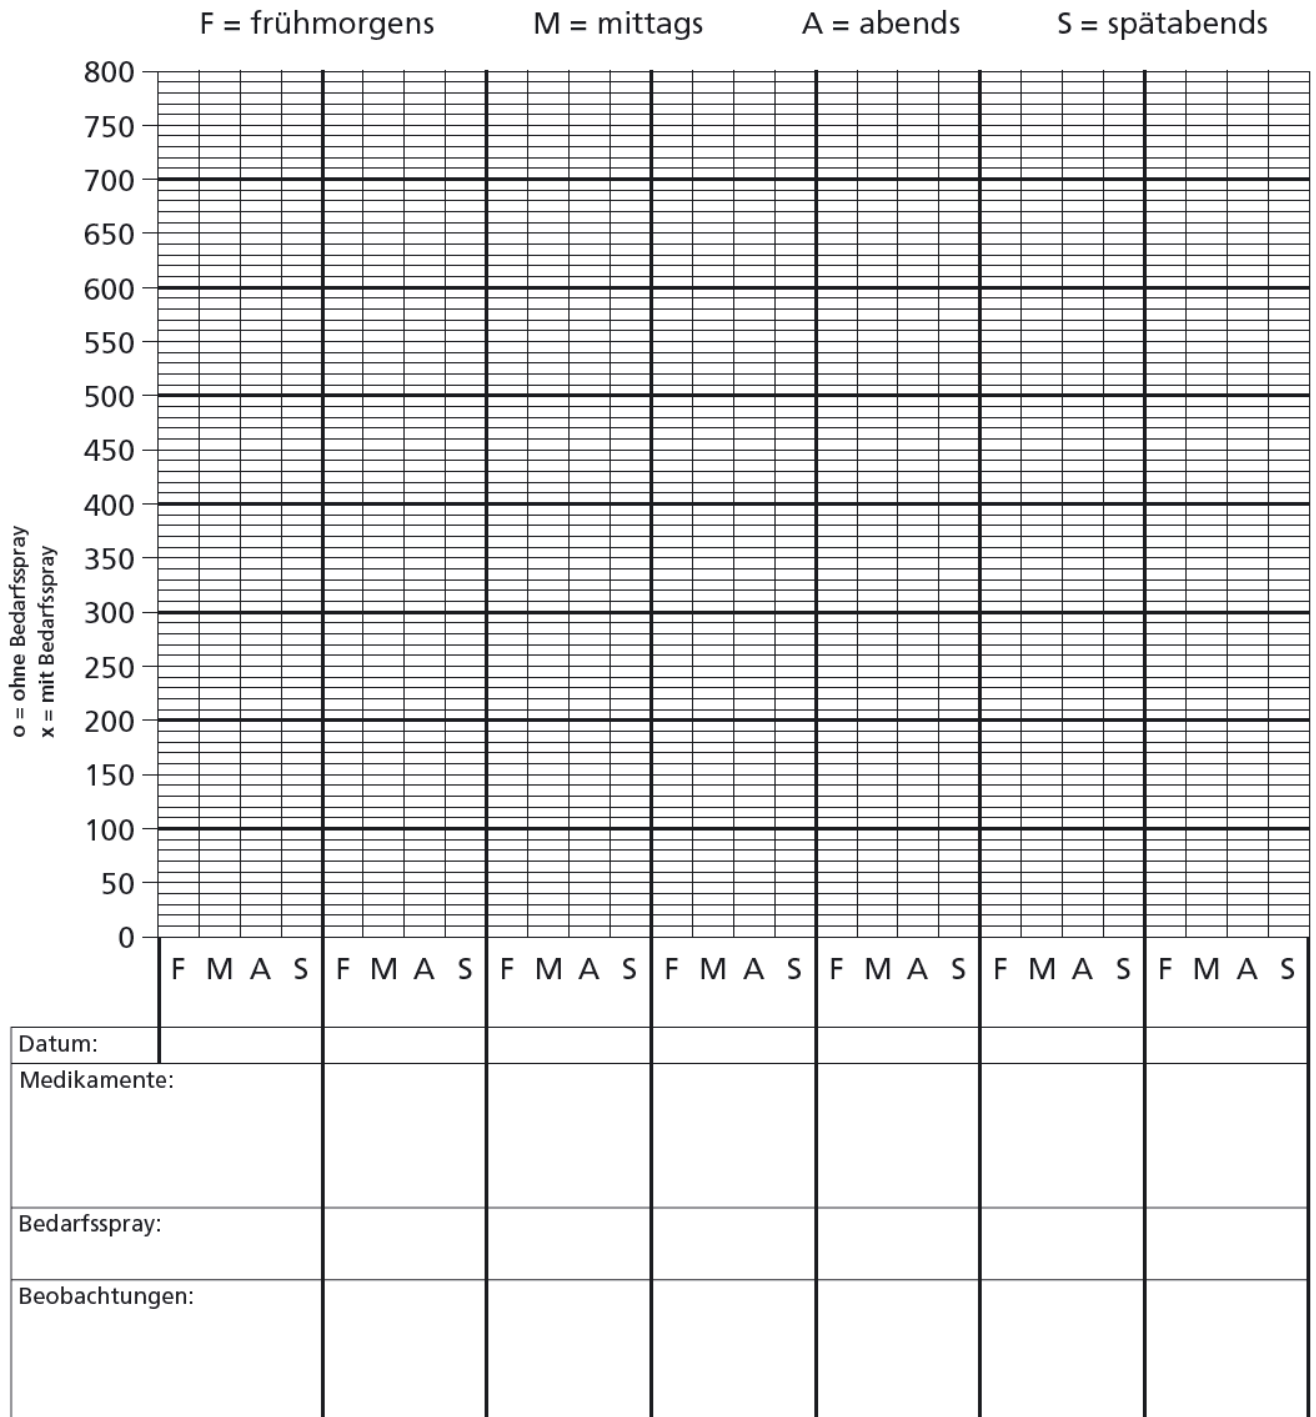 F = frühmorgens M = mittags A = abends S = spätabends
800
750
700
650
600
550
500
450
400
350
300
250
200
150
100
50
0
o = ohne Bedarfsspray
x = mit Bedarfsspray
F M A S F M A S F M A S F M A S F M A S F M A S F M A S
Datum:
Medikamente:
Bedarfsspray:
Beobachtungen: